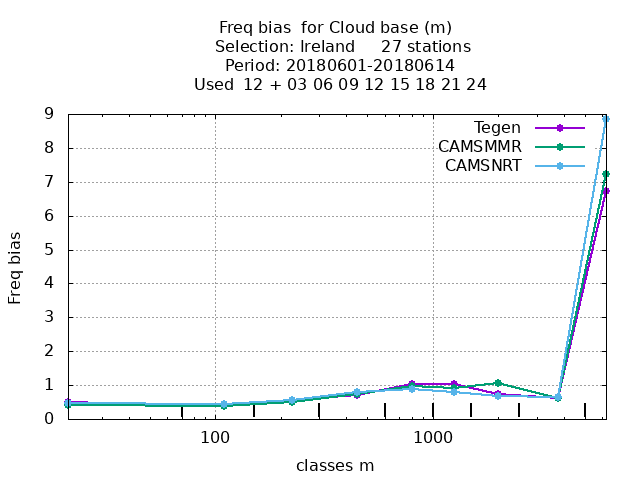 Freq bias  for Cloud base (m)
Selection: Ireland     27 stations
Period: 20180601-20180614
Used  12 + 03 06 09 12 15 18 21 24
Tegen
CAMSMMR
CAMSNRT
9
8
7
6
5
4
3
2
1
0
Freq bias
100
1000
classes m